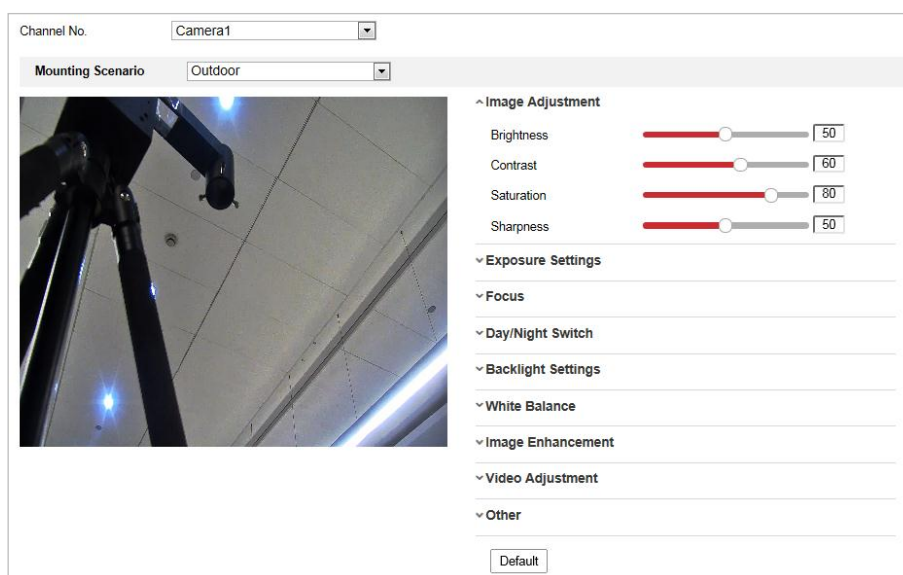 Channel No. Camera1
Mounting Scenario Outdoor
Image Adjustment
Brightness 50
Contrast 60
Saturation 80
Sharpness 50
Exposure Settings
Focus
Day/Night Switch
Backlight Settings
White Balance
Image Enhancement
Video Adjustment
Other
Default